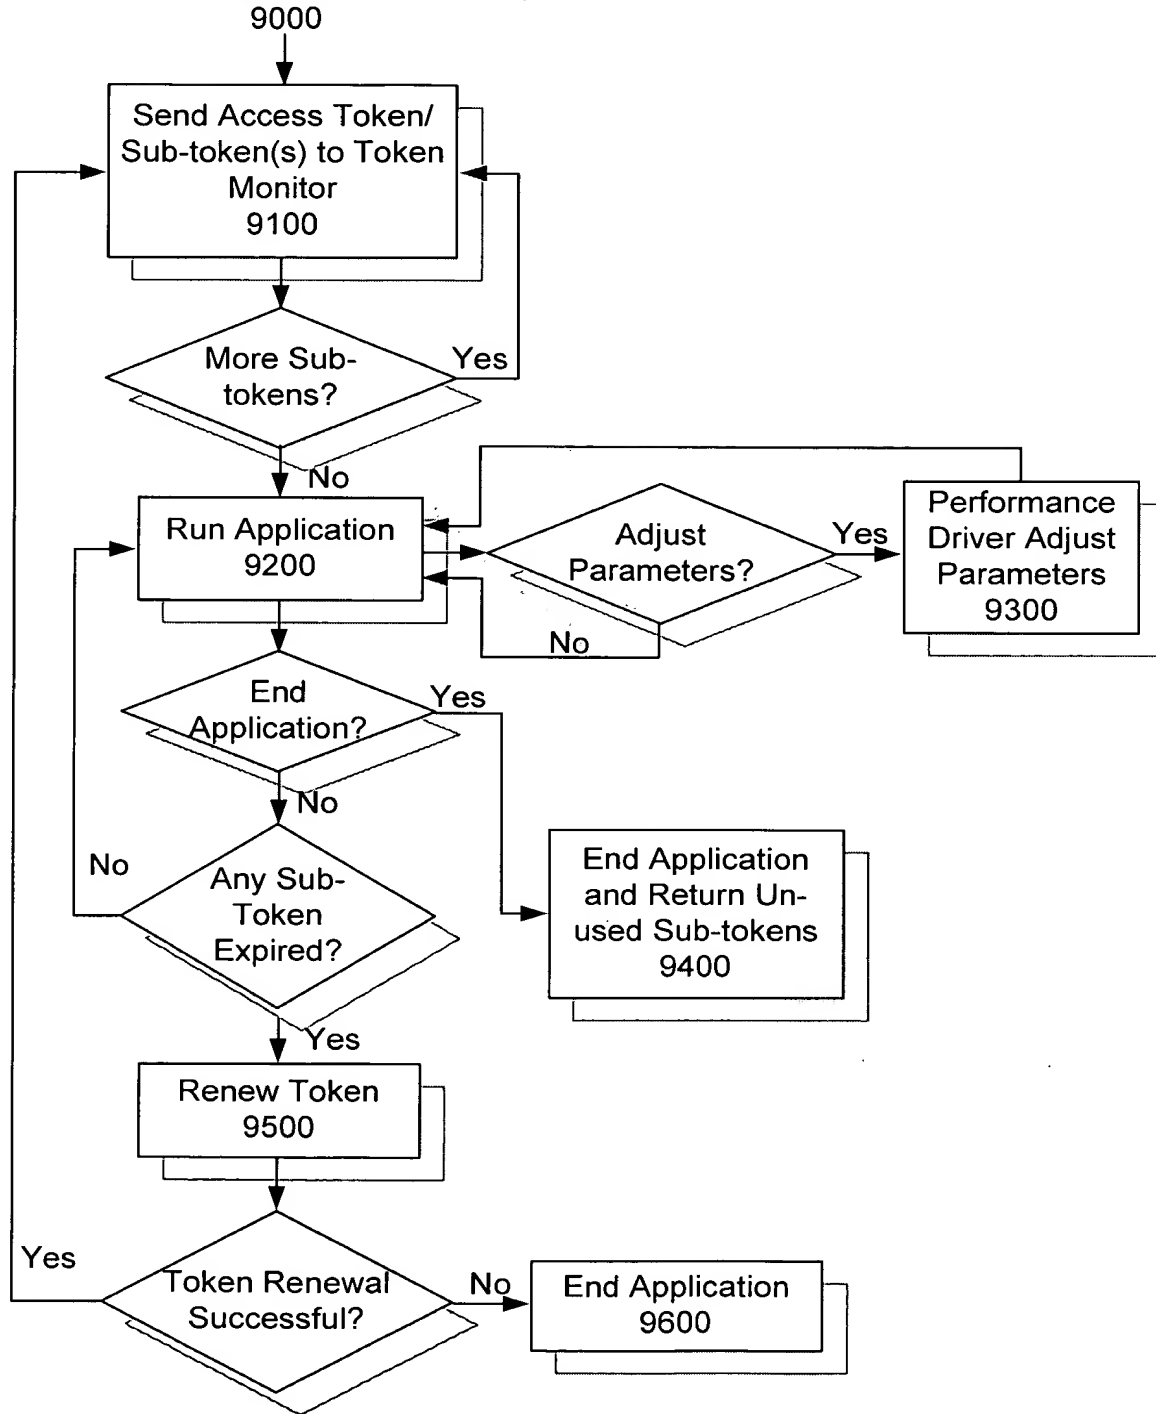 9000
Send Access Token/
Sub-token(s) to Token
Monitor
9100
More Sub-
tokens?
Yes
No
Run Application
9200
Adjust
Parameters?
Yes
No
Performance
Driver Adjust
Parameters
9300
End
Application?
Yes
No
Any Sub-
Token
Expired?
No
Yes
End Application
and Return Un-
used Sub-tokens
9400
Renew Token
9500
Token Renewal
Successful?
Yes
No
End Application
9600